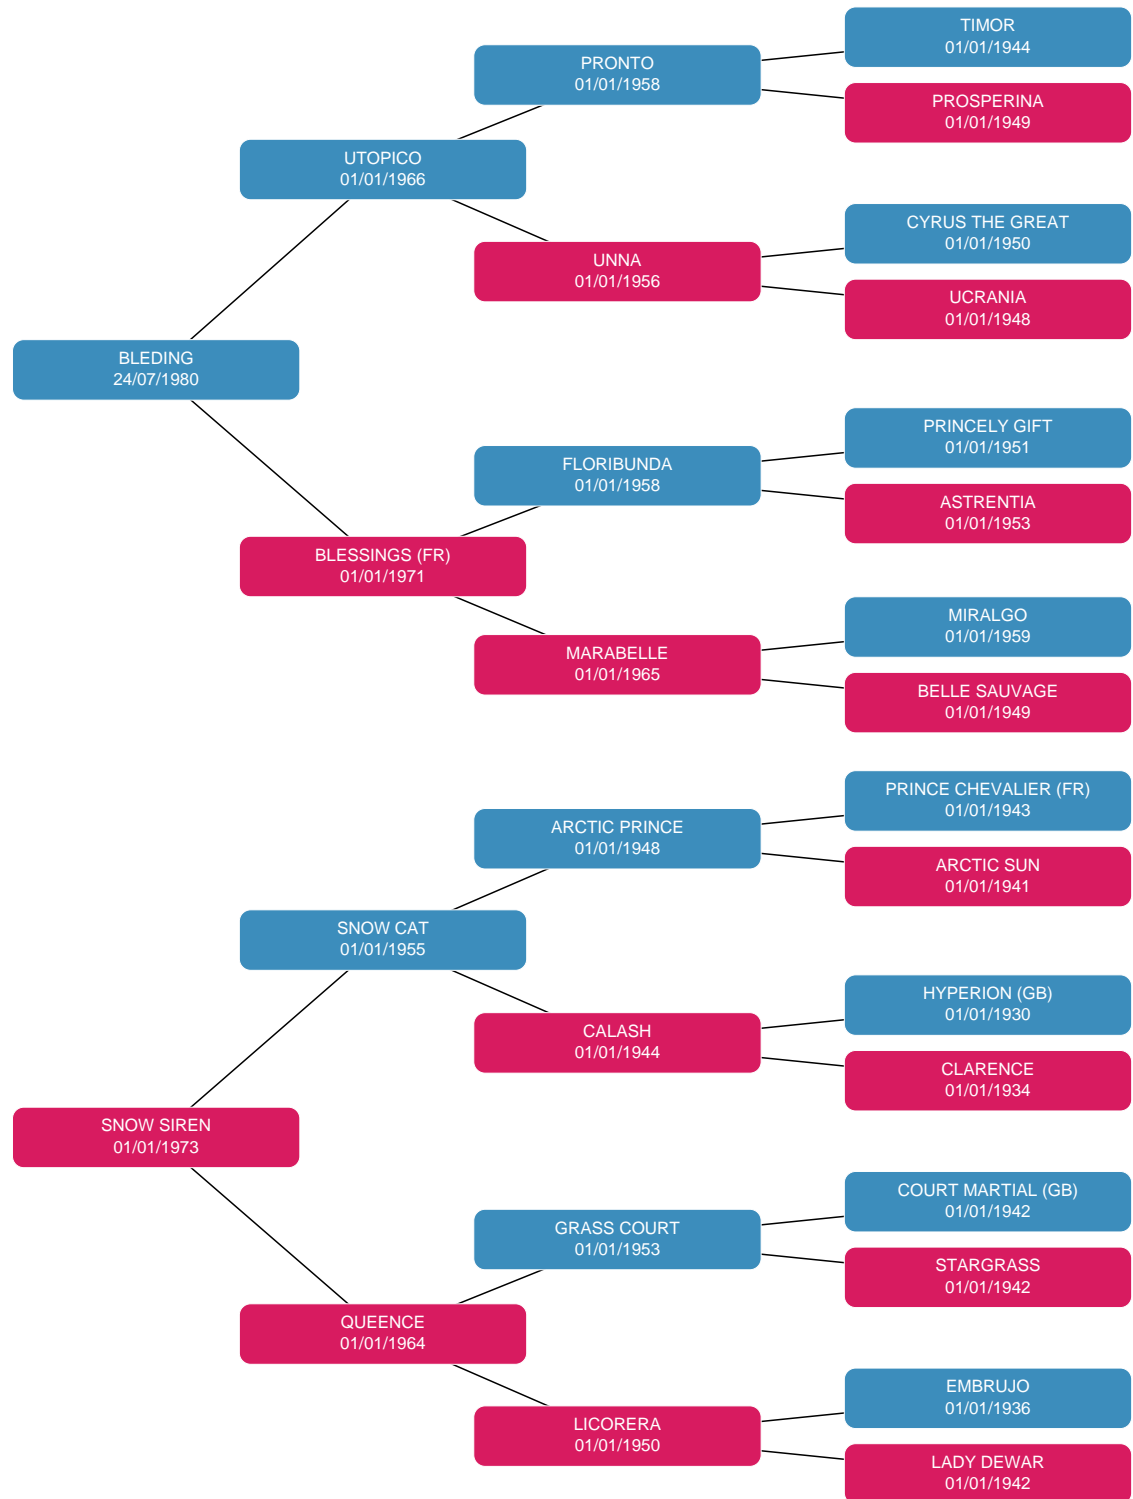 TIMOR
01/01/1944
PRONTO
01/01/1958
PROSPERINA
01/01/1949
UTOPICO
01/01/1966
CYRUS THE GREAT
01/01/1950
UNNA
01/01/1956
UCRANIA
01/01/1948
BLEDING
24/07/1980
PRINCELY GIFT
01/01/1951
FLORIBUNDA
01/01/1958
ASTRENTIA
01/01/1953
BLESSINGS (FR)
01/01/1971
MIRALGO
01/01/1959
MARABELLE
01/01/1965
BELLE SAUVAGE
01/01/1949
PRINCE CHEVALIER (FR)
01/01/1943
ARCTIC PRINCE
01/01/1948
ARCTIC SUN
01/01/1941
SNOW CAT
01/01/1955
HYPERION (GB)
01/01/1930
CALASH
01/01/1944
CLARENCE
01/01/1934
SNOW SIREN
01/01/1973
COURT MARTIAL (GB)
01/01/1942
GRASS COURT
01/01/1953
STARGRASS
01/01/1942
QUEENCE
01/01/1964
EMBRUJO
01/01/1936
LICORERA
01/01/1950
LADY DEWAR
01/01/1942